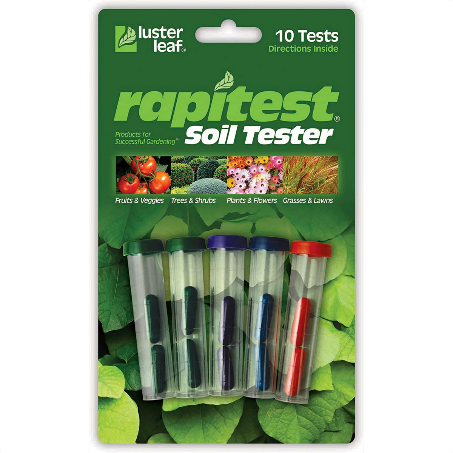 luster
leaf®
10 Tests
Directions Inside
rapitest®
Products for
Successful Gardening™
Soil Tester
Fruits & Veggies
Trees & Shrubs
Plants & Flowers
Grasses & Lawns